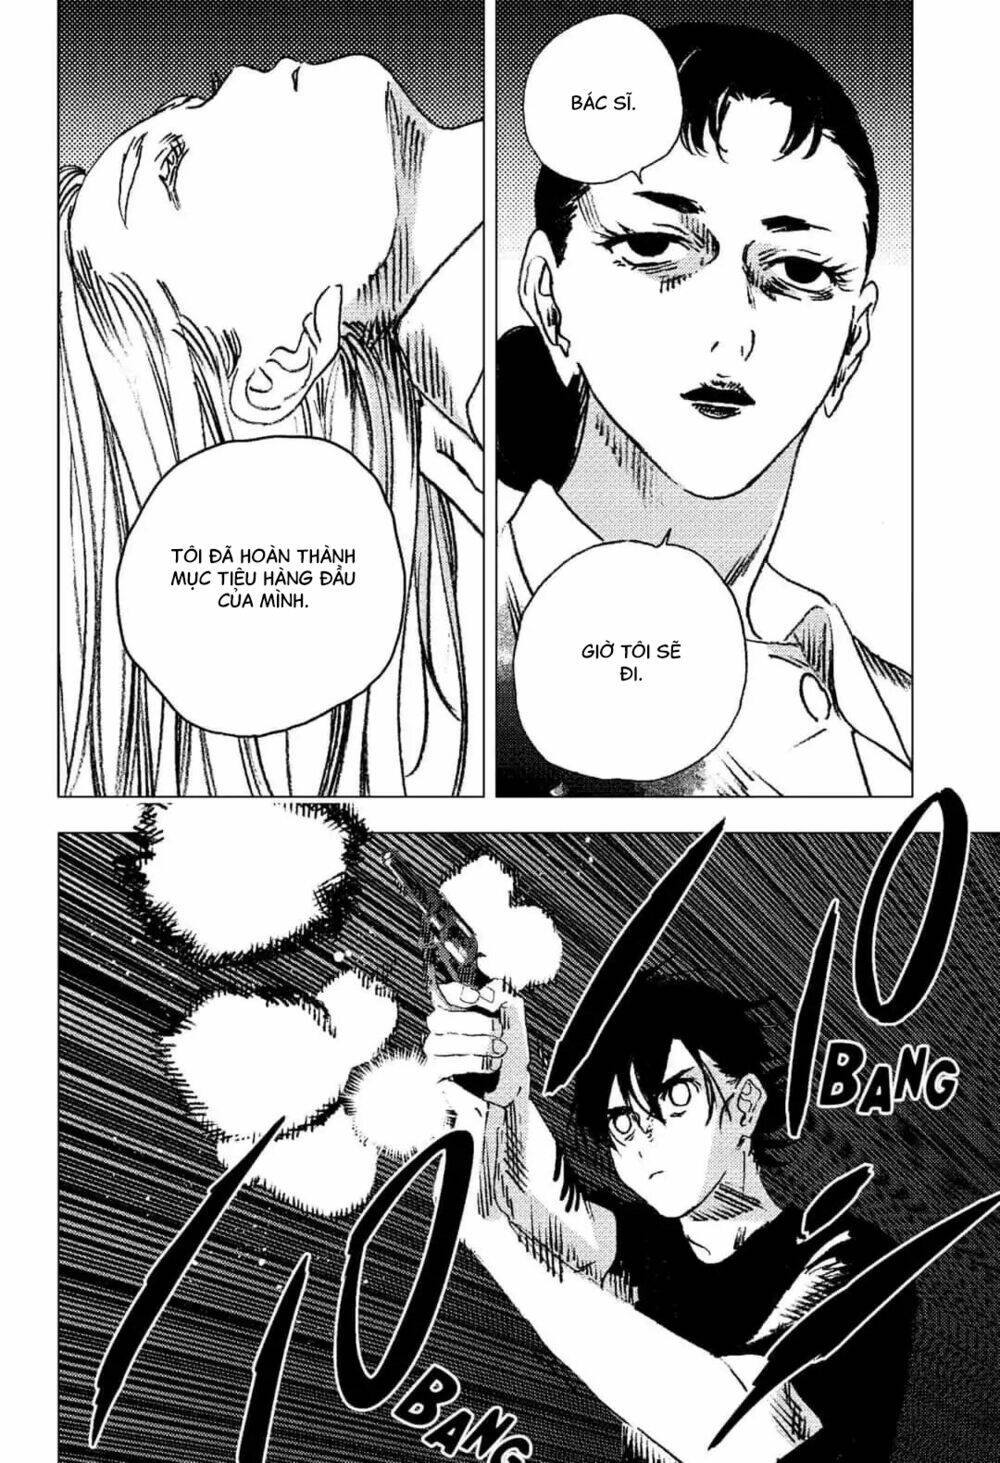 BÁC SĨ.
TÔI ĐÃ HOÀN THÀNH
MỤC TIÊU HÀNG ĐẦU
CỦA MÌNH.
GIỜ TÔI SẼ
ĐI.
BANG
BANG